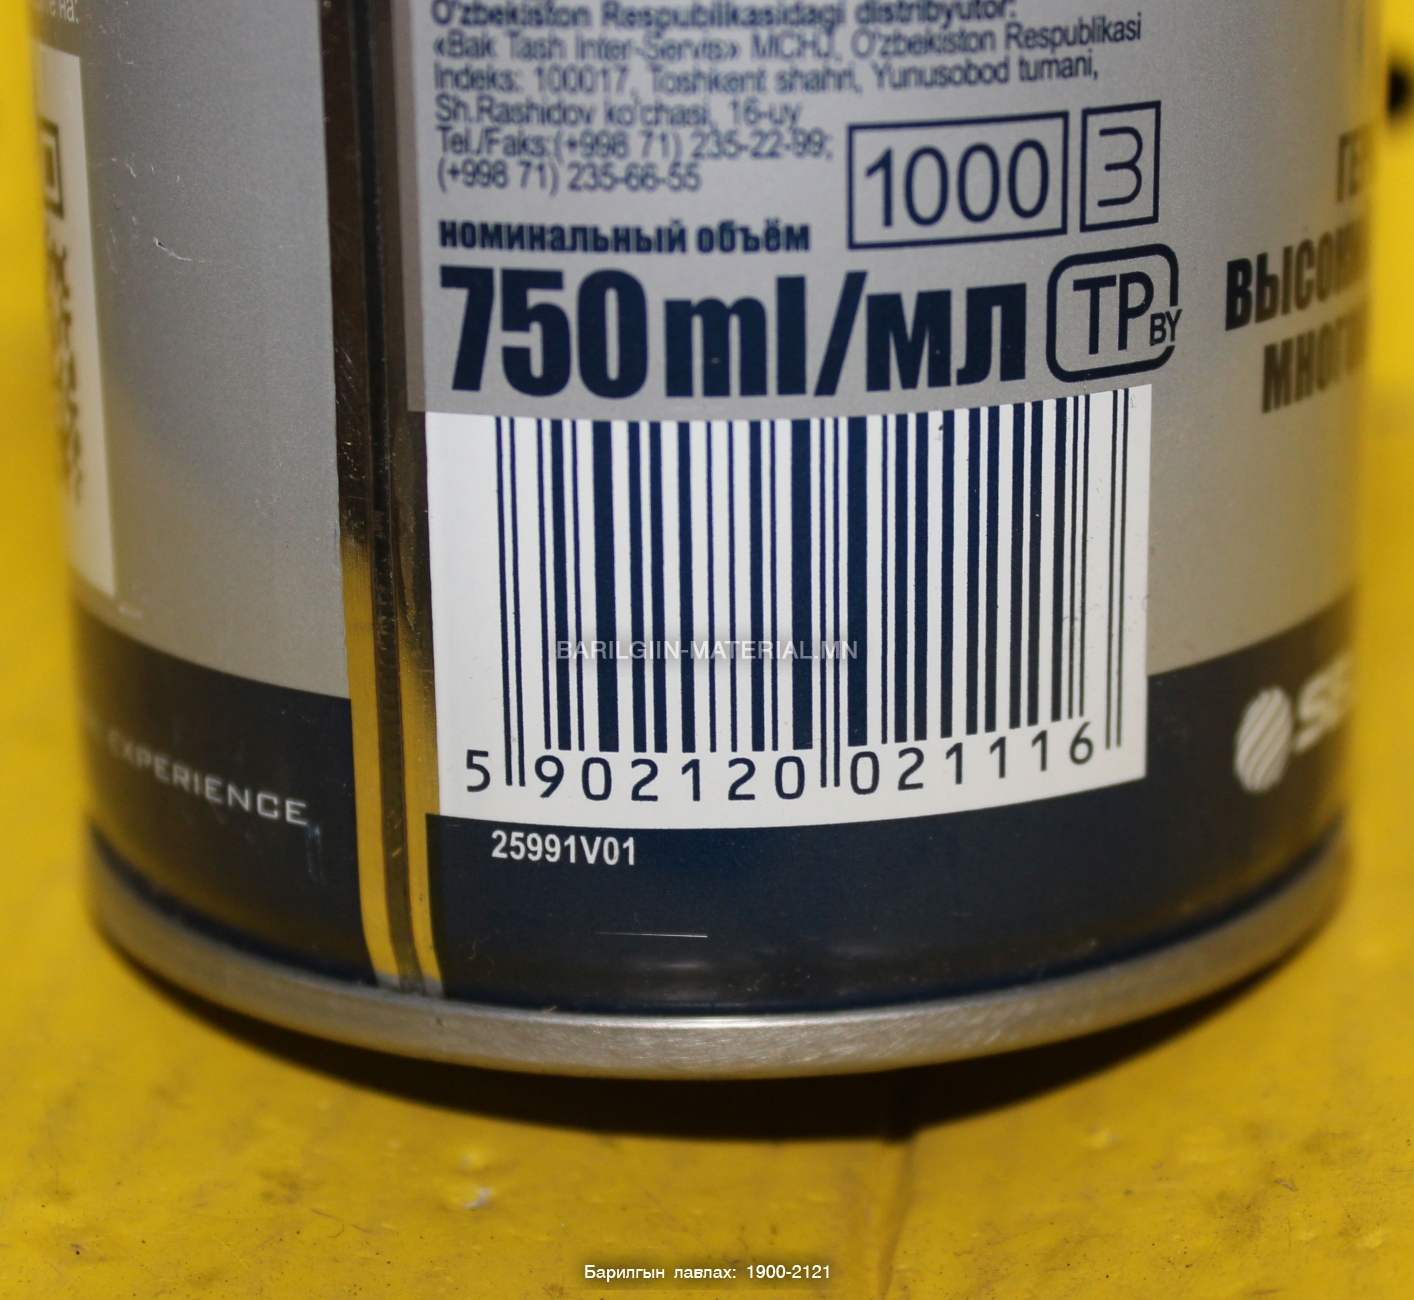 O'zbekiston Respublikasidagi distribyutor:
«Bak Tash Inter-Servis» MCHJ, O'zbekiston Respublikasi
Indeks: 100017, Toshkent shahri, Yunusobod tumani,
Sh.Rashidov ko'chasi, 16-uy
Tel./Faks:(+998 71) 235-22-99;
(+998 71) 235-66-55
1000 3
номинальный объём
750 ml/мл
TP BY
BARILGIIN-MATERIAL.MN
5 902120 021116
25991V01
EXPERIENCE
Барилгын лавлах: 1900-2121